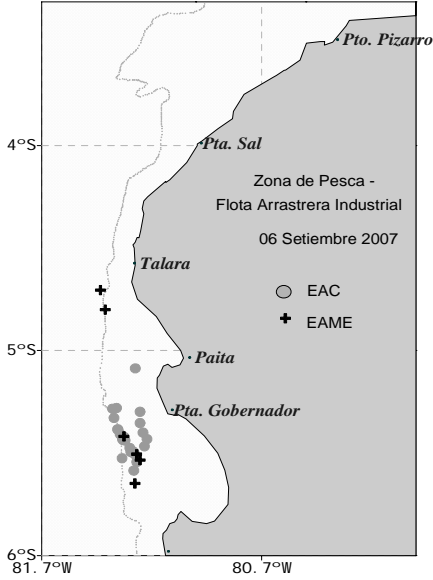 Pto. Pizarro
4°S
Pta. Sal
Zona de Pesca -
Flota Arrastrera Industrial
06 Setiembre 2007
Talara
EAC
EAME
5°S
Paita
Pta. Gobernador
6°S
81.7°W
80.7°W